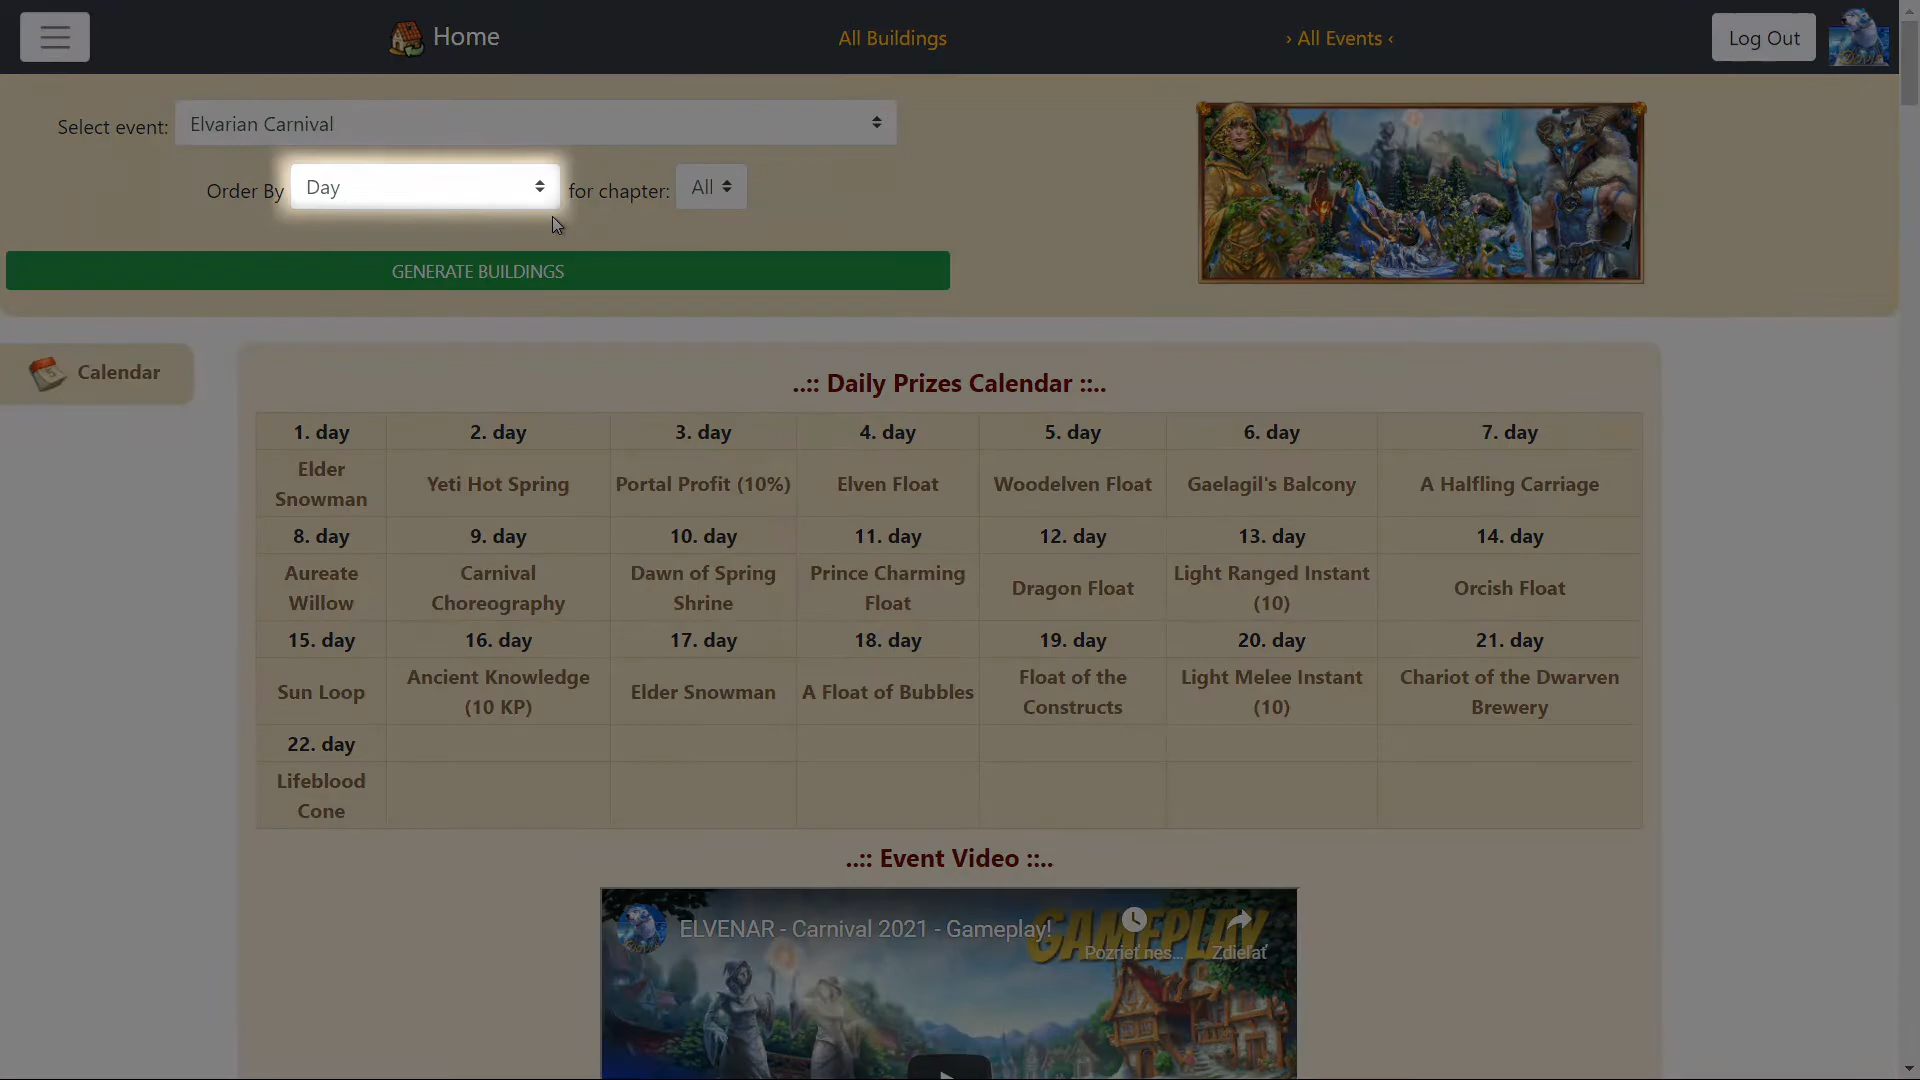 Home
All Buildings
› All Events ‹
Log Out
Select event:
Elvarian Carnival
Order By
Day
for chapter:
All
GENERATE BUILDINGS
Calendar
..:: Daily Prizes Calendar ::..
1. day 2. day 3. day 4. day 5. day 6. day 7. day
Elder
Snowman
Yeti Hot Spring
Portal Profit (10%)
Elven Float
Woodelven Float
Gaelagil's Balcony
A Halfling Carriage
8. day 9. day 10. day 11. day 12. day 13. day 14. day
Aureate
Willow
Carnival
Choreography
Dawn of Spring
Shrine
Prince Charming
Float
Dragon Float
Light Ranged Instant
(10)
Orcish Float
15. day 16. day 17. day 18. day 19. day 20. day 21. day
Sun Loop
Ancient Knowledge
(10 KP)
Elder Snowman
A Float of Bubbles
Float of the
Constructs
Light Melee Instant
(10)
Chariot of the Dwarven
Brewery
22. day
Lifeblood
Cone
..:: Event Video ::..
ELVENAR - Carnival 2021 - Gameplay!
GAMEPLAY
Pozrieť nes...
Zdieľať